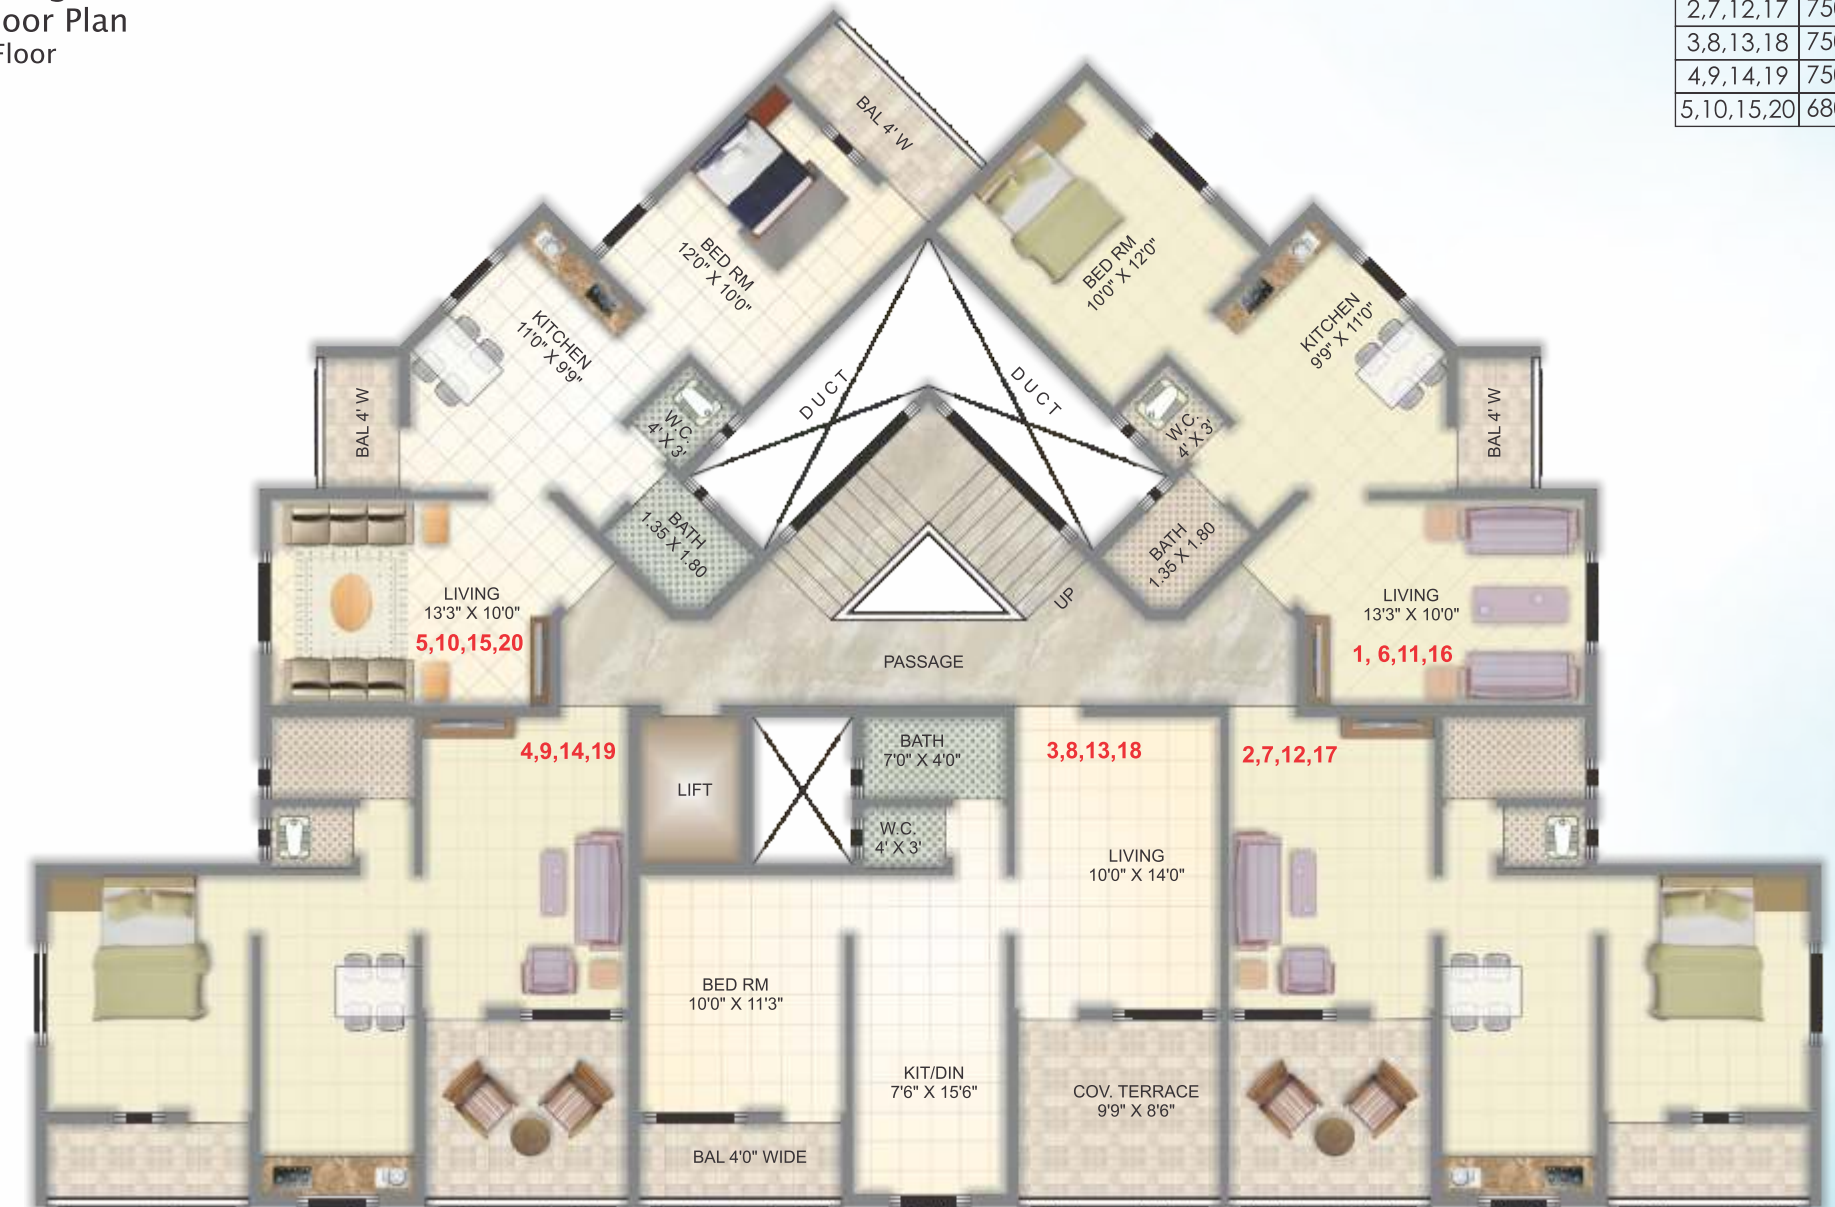 oor Plan
Floor
2,7,12,17
3,8,13,18
4,9,14,19
5,10,15,20
BAL 4' W
BED RM
12'0" X 10'0"
BED RM
10'0" X 12'0"
KITCHEN
11'0" X 9'9"
KITCHEN
9'9" X 11'0"
DUCT
DUCT
BAL 4' W
W.C.
4' X 3'
W.C.
4' X 3'
BAL 4' W
BATH
1.35 X 1.80
BATH
1.35 X 1.80
LIVING
13'3" X 10'0"
5,10,15,20
UP
LIVING
13'3" X 10'0"
1, 6,11,16
PASSAGE
4,9,14,19
LIFT
BATH
7'0" X 4'0"
3,8,13,18
2,7,12,17
W.C.
4' X 3'
LIVING
10'0" X 14'0"
BED RM
10'0" X 11'3"
KIT/DIN
7'6" X 15'6"
COV. TERRACE
9'9" X 8'6"
BAL 4'0" WIDE